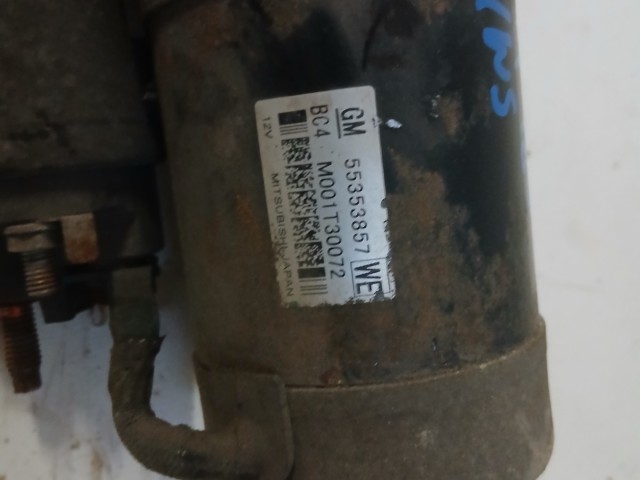 GM 55353857 WE
BC4 M001T30072
12V MITSUBISHI JAPAN